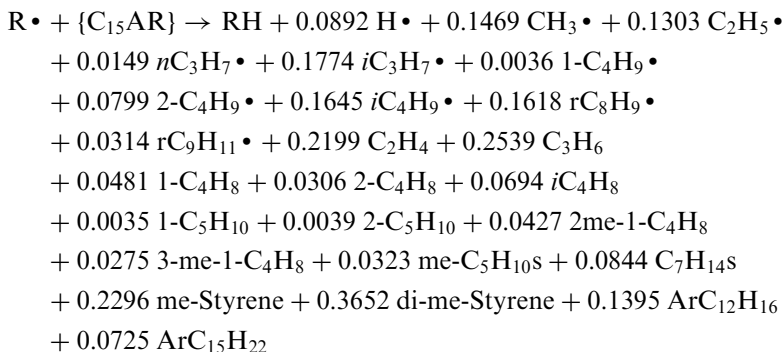 R• + {C₁₅AR} → RH + 0.0892 H• + 0.1469 CH₃• + 0.1303 C₂H₅•
+ 0.0149 nC₃H₇• + 0.1774 iC₃H₇• + 0.0036 1-C₄H₉•
+ 0.0799 2-C₄H₉• + 0.1645 iC₄H₉• + 0.1618 rC₈H₉•
+ 0.0314 rC₉H₁₁• + 0.2199 C₂H₄ + 0.2539 C₃H₆
+ 0.0481 1-C₄H₈ + 0.0306 2-C₄H₈ + 0.0694 iC₄H₈
+ 0.0035 1-C₅H₁₀ + 0.0039 2-C₅H₁₀ + 0.0427 2me-1-C₄H₈
+ 0.0275 3-me-1-C₄H₈ + 0.0323 me-C₅H₁₀s + 0.0844 C₇H₁₄s
+ 0.2296 me-Styrene + 0.3652 di-me-Styrene + 0.1395 ArC₁₂H₁₆
+ 0.0725 ArC₁₅H₂₂